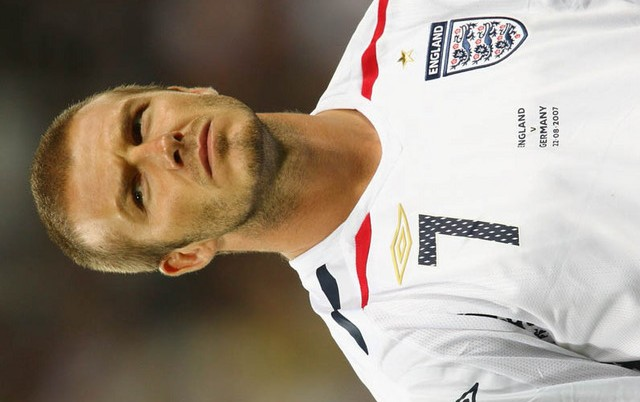 ENGLAND
ENGLAND
V
GERMANY
22·08·2007
7